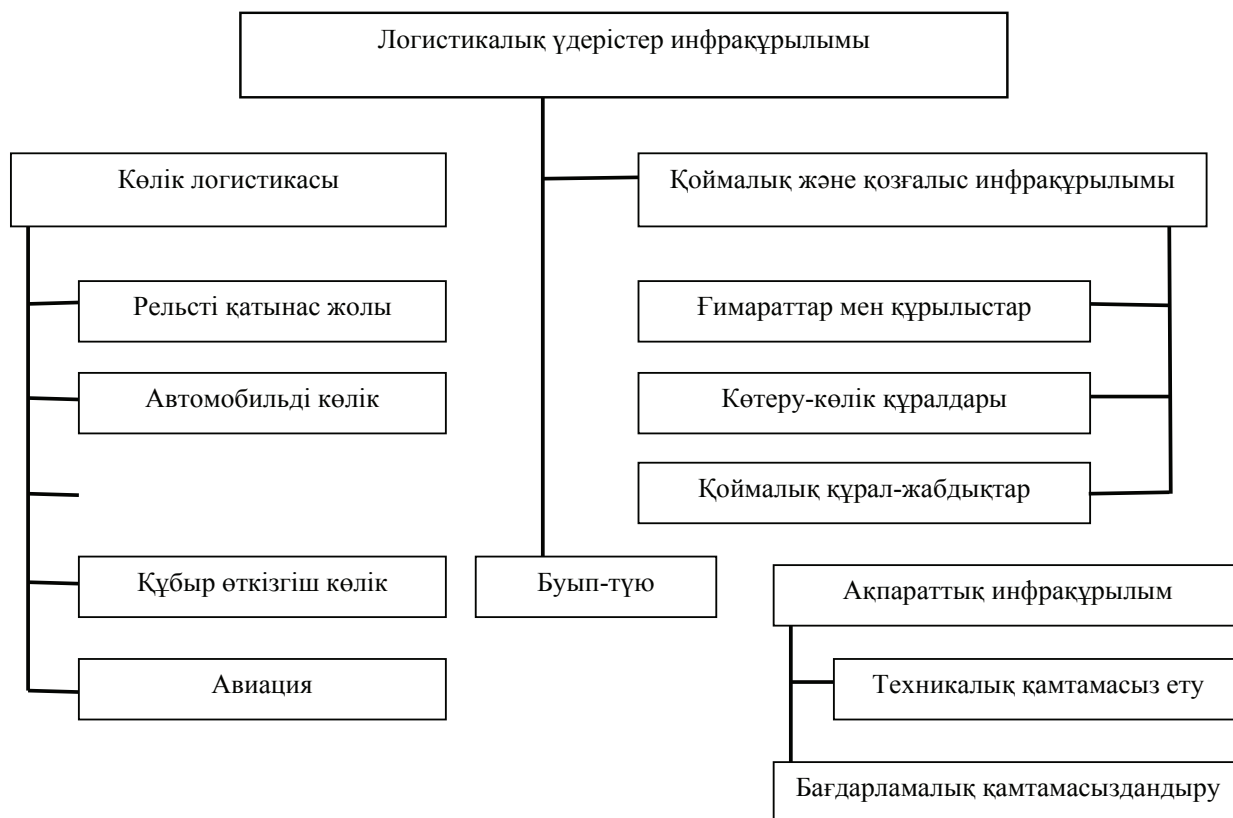 Логистикалық үдерістер инфрақұрылымы
Көлік логистикасы
Қоймалық және қозғалыс инфрақұрылымы
Рельсті қатынас жолы
Ғимараттар мен құрылыстар
Автомобильді көлік
Көтеру-көлік құралдары
Қоймалық құрал-жабдықтар
Құбыр өткізгіш көлік
Буып-түю
Ақпараттық инфрақұрылым
Авиация
Техникалық қамтамасыз ету
Бағдарламалық қамтамасыздандыру